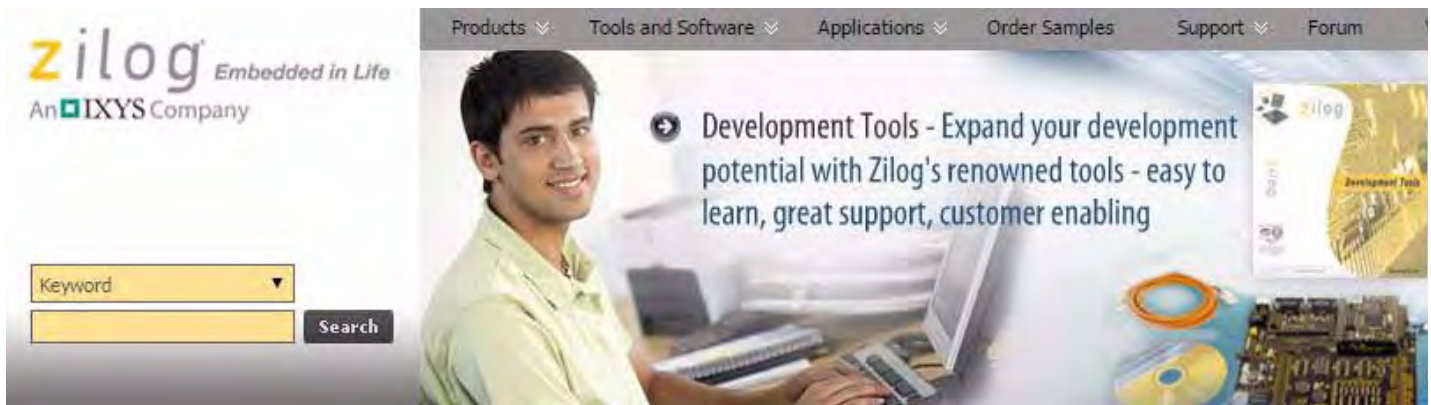 Products Tools and Software Applications Order Samples Support Forum
zilog Embedded in Life
An IXYS Company
Development Tools - Expand your development
potential with Zilog's renowned tools - easy to
learn, great support, customer enabling
zilog
Development Tools
Keyword
Search